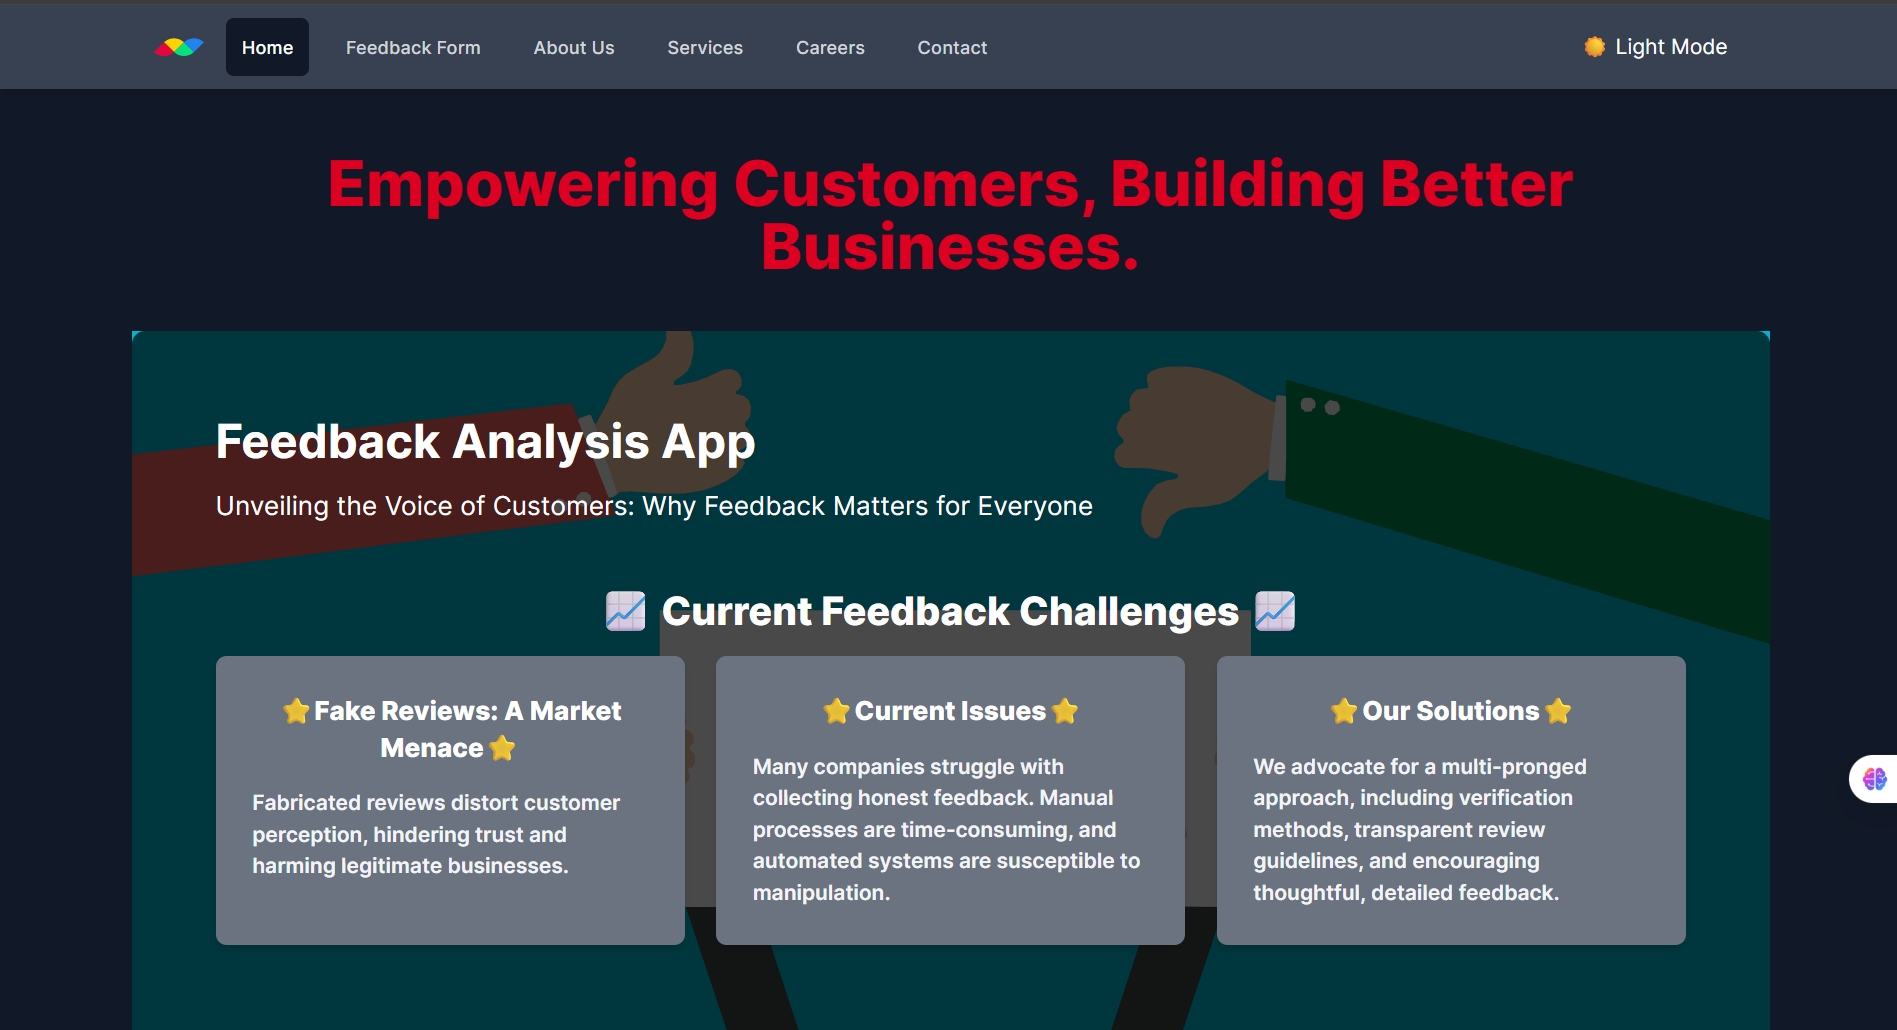 Home
Feedback Form
About Us
Services
Careers
Contact
Light Mode
Empowering Customers, Building Better
Businesses.
Feedback Analysis App
Unveiling the Voice of Customers: Why Feedback Matters for Everyone
📈 Current Feedback Challenges 📈
⭐Fake Reviews: A Market
Menace⭐
Fabricated reviews distort customer
perception, hindering trust and
harming legitimate businesses.
⭐Current Issues⭐
Many companies struggle with
collecting honest feedback. Manual
processes are time-consuming, and
automated systems are susceptible to
manipulation.
⭐Our Solutions⭐
We advocate for a multi-pronged
approach, including verification
methods, transparent review
guidelines, and encouraging
thoughtful, detailed feedback.